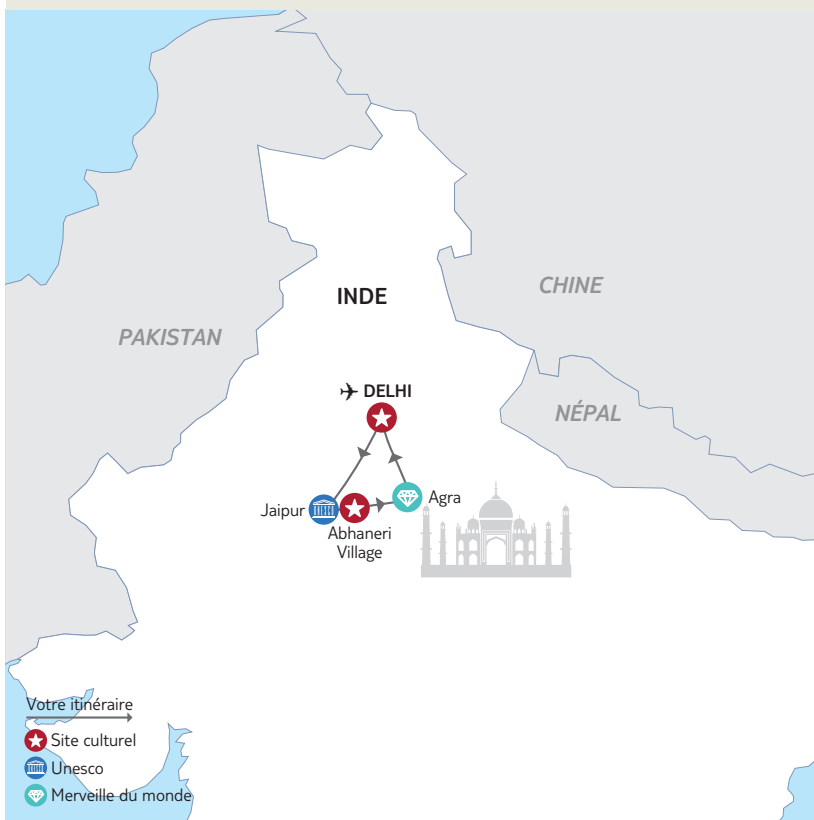 INDE
CHINE
PAKISTAN
DELHI
NÉPAL
Jaipur
Agra
Abhaneri
Village
Votre itinéraire
Site culturel
Unesco
Merveille du monde